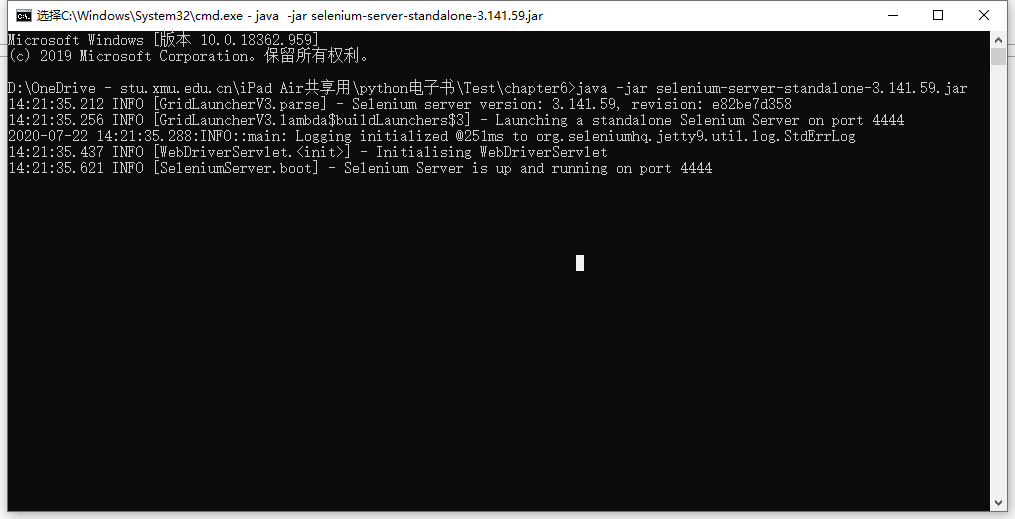 选择C:\Windows\System32\cmd.exe - java  -jar selenium-server-standalone-3.141.59.jar
Microsoft Windows [版本 10.0.18362.959]
(c) 2019 Microsoft Corporation。保留所有权利。
D:\OneDrive - stu.xmu.edu.cn\iPad Air共享用\python电子书\Test\chapter6>java -jar selenium-server-standalone-3.141.59.jar
14:21:35.212 INFO [GridLauncherV3.parse] - Selenium server version: 3.141.59, revision: e82be7d358
14:21:35.256 INFO [GridLauncherV3.lambda$buildLaunchers$3] - Launching a standalone Selenium Server on port 4444
2020-07-22 14:21:35.288:INFO::main: Logging initialized @251ms to org.seleniumhq.jetty9.util.log.StdErrLog
14:21:35.437 INFO [WebDriverServlet.<init>] - Initialising WebDriverServlet
14:21:35.621 INFO [SeleniumServer.boot] - Selenium Server is up and running on port 4444